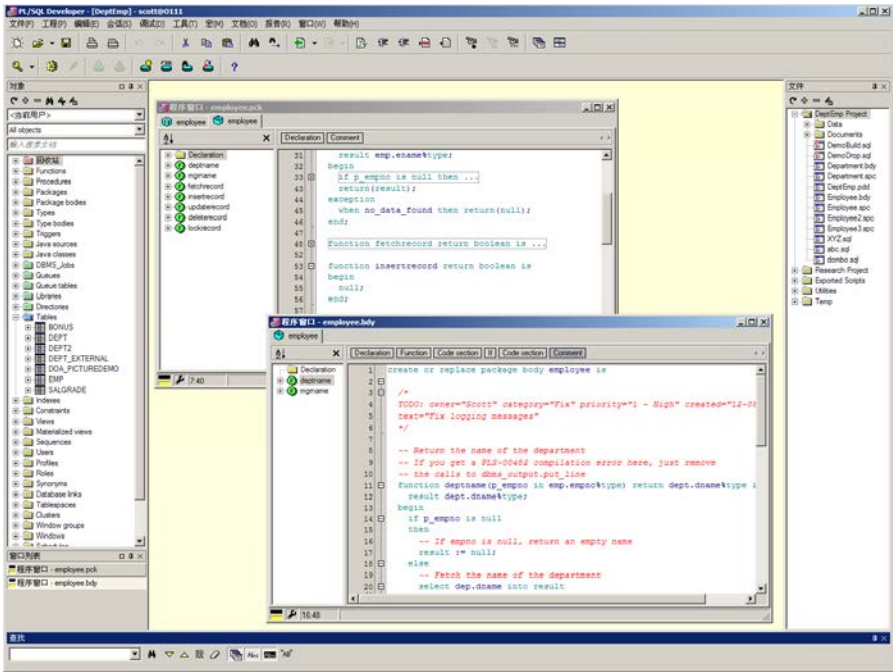 PL/SQL Developer - [DeptEmp] - scott@O111
文件(F) 工程(P) 编辑(E) 会话(S) 调试(D) 工具(T) 宏(M) 文档(O) 报告(R) 窗口(W) 帮助(H)
对象
<当前用户>
All objects
输入搜索文档
回收站
Functions
Procedures
Packages
Package bodies
Types
Type bodies
Triggers
Java sources
Java classes
DBMS_Jobs
Queues
Queue tables
Libraries
Directories
Tables
BONUS
DEPT
DEPT2
DEPT_EXTERNAL
DOA_PICTUREDEMO
EMP
SALGRADE
Indexes
Constraints
Views
Materialized views
Sequences
Users
Profiles
Roles
Synonyms
Database links
Tablespaces
Clusters
Window groups
Windows
窗口列表
程序窗口 - employee.pck
程序窗口 - employee.bdy
程序窗口 - employee.pck
employee employee
Declaration Comment
Declaration
deptname
mgrname
fetchrecord
insertrecord
updaterecord
deleterecord
lockrecord
31 result emp.ename%type;
32 begin
33 if p_empno is null then ...
43 return(result);
44 exception
45 when no_data_found then return(null);
46 end;
47
48 function fetchrecord return boolean is ...
52
53 function insertrecord return boolean is
54 begin
55 null;
56 end;
57
7:40
程序窗口 - employee.bdy
employee
Declaration Function Code section If Code section Comment
Declaration
deptname
mgrname
1 create or replace package body employee is
2
3 /*
4 TODO: owner="Scott" category="Fix" priority="1 - High" created="12-08
5 text="Fix logging messages"
6 */
7
8 -- Return the name of the department
9 -- If you get a PLS-00482 compilation error here, just remove
10 -- the calls to dbms_output.put_line
11 function deptname(p_empno in emp.empno%type) return dept.dname%type i
12 result dept.dname%type;
13 begin
14 if p_empno is null
15 then
16 -- If empno is null, return an empty name
17 result := null;
18 else
19 -- Fetch the name of the department
20 select dep.dname into result
16:48
文件
DeptEmp Project
Data
Documents
DemoBuild.sql
DemoDrop.sql
Department.bdy
Department.spc
DeptEmp.pdd
Employee.bdy
Employee.spc
Employee2.spc
Employee3.spc
XYZ.sql
abc.sql
dombo.sql
Research Project
Exported Scripts
Utilities
Temp
查找
Abc
"AB"